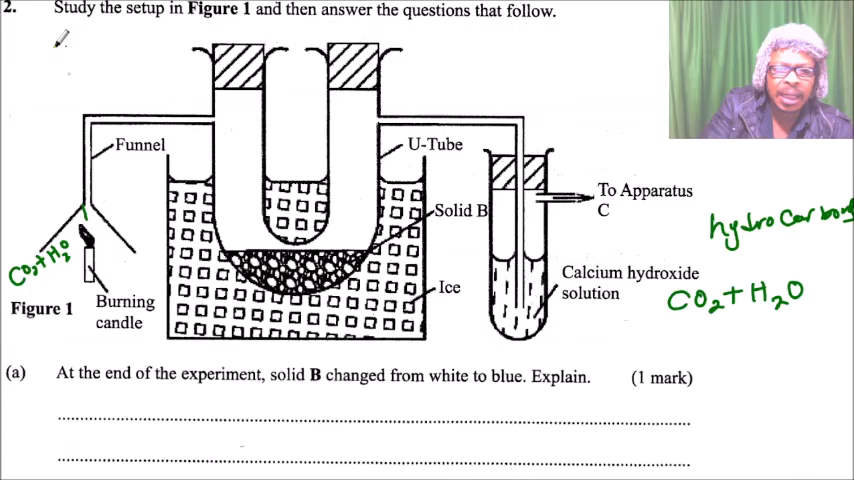 2. Study the setup in Figure 1 and then answer the questions that follow.
Funnel
U-Tube
To Apparatus
C
Solid B
hydrocarbons
CO₂+H₂O
Calcium hydroxide
solution
CO₂+H₂O
Ice
Figure 1
Burning
candle
(a) At the end of the experiment, solid B changed from white to blue. Explain. (1 mark)